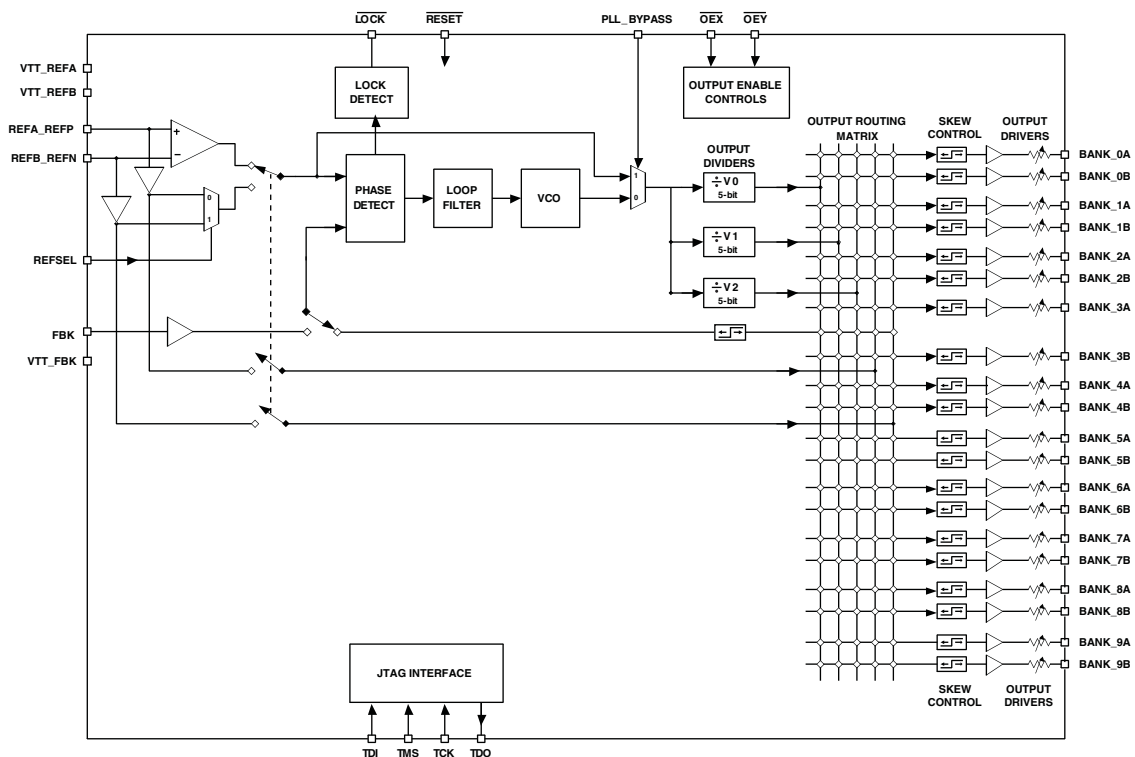 LOCK
RESET
PLL_BYPASS
OEX
OEY
VTT_REFA
VTT_REFB
REFA_REFP
REFB_REFN
REFSEL
FBK
VTT_FBK
+
–
0
1
LOCK
DETECT
PHASE
DETECT
LOOP
FILTER
VCO
1
0
OUTPUT ENABLE
CONTROLS
OUTPUT
DIVIDERS
÷V0
5-bit
÷V1
5-bit
÷V2
5-bit
OUTPUT ROUTING
MATRIX
SKEW
CONTROL
OUTPUT
DRIVERS
BANK_0A
BANK_0B
BANK_1A
BANK_1B
BANK_2A
BANK_2B
BANK_3A
BANK_3B
BANK_4A
BANK_4B
BANK_5A
BANK_5B
BANK_6A
BANK_6B
BANK_7A
BANK_7B
BANK_8A
BANK_8B
BANK_9A
BANK_9B
SKEW
CONTROL
OUTPUT
DRIVERS
JTAG INTERFACE
TDI
TMS
TCK
TDO